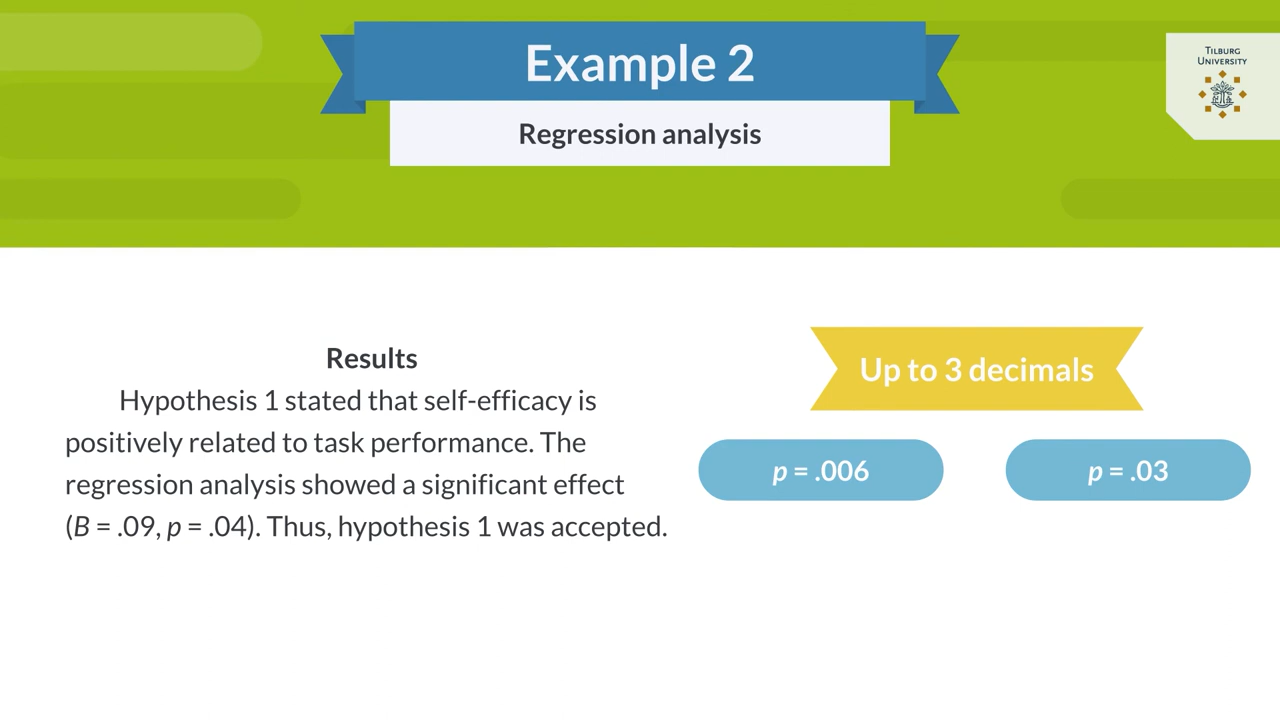 Example 2
Regression analysis
TILBURG
UNIVERSITY
Results
Hypothesis 1 stated that self-efficacy is
positively related to task performance. The
regression analysis showed a significant effect
(B = .09, p = .04). Thus, hypothesis 1 was accepted.
Up to 3 decimals
p = .006
p = .03